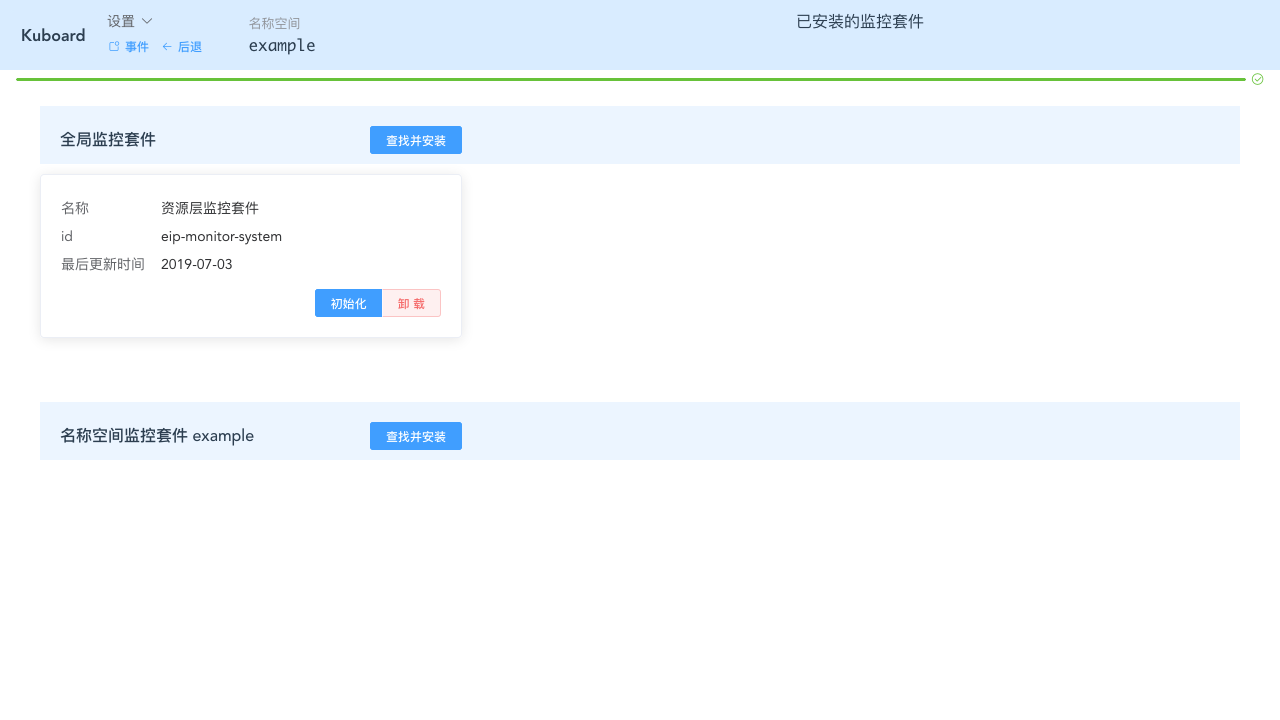 Kuboard
设置
事件 后退
名称空间
example
已安装的监控套件
全局监控套件 查找并安装
名称 资源层监控套件
id eip-monitor-system
最后更新时间 2019-07-03
初始化 卸 载
名称空间监控套件 example 查找并安装